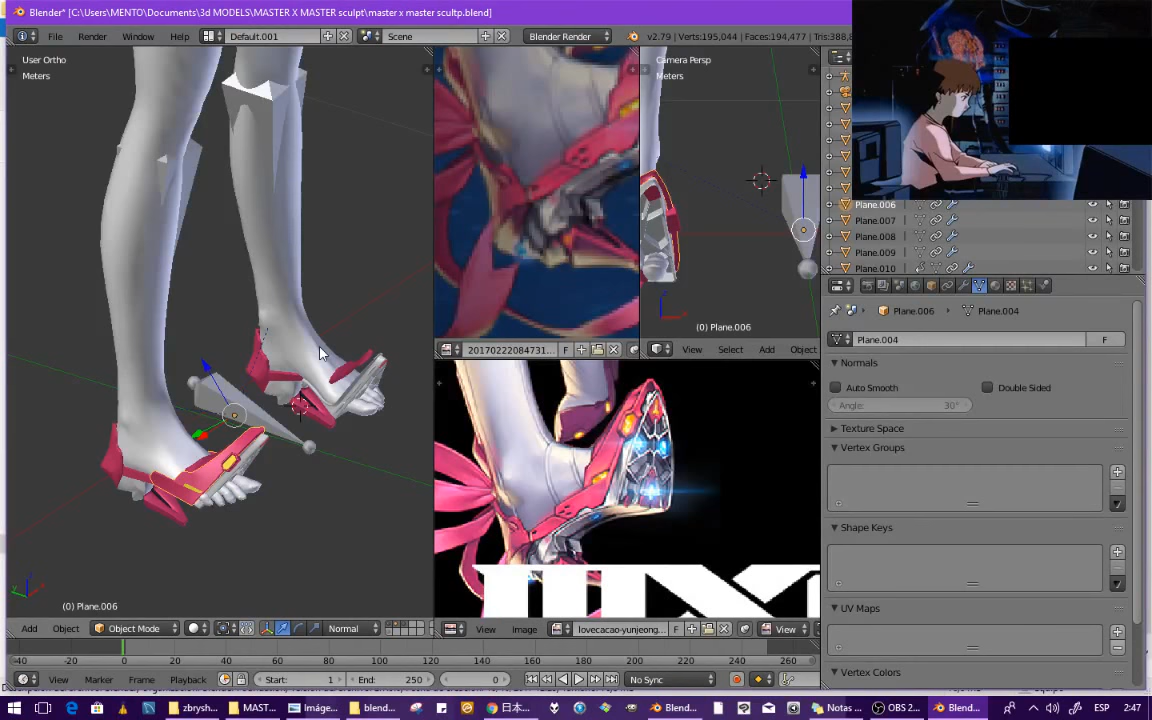 Blender* [C:\Users\MENTO\Documents\3d MODELS\MASTER X MASTER sculpt\master x master scultp.blend]
File Render Window Help Default.001 Scene Blender Render v2.79 | Verts:195,044 | Faces:194,477 | Tris:388,8
User Ortho
Meters
Camera Persp
Meters
Plane.006
Plane.007
Plane.008
Plane.009
Plane.010
Plane.006 Plane.004
(0) Plane.006
Plane.004 F
20170222084731... F View Select Add Object
Normals
Auto Smooth Double Sided
Angle: 30°
Texture Space
Vertex Groups
Shape Keys
UV Maps
Vertex Colors
(0) Plane.006
Add Object Object Mode Normal View Image lovecacao-yunjeong... F View
-40 -20 0 20 40 60 80 100 120 140 160 180 200 220 240 260
View Marker Frame Playback Start: 1 End: 250 0 No Sync
zbrysh... MAST... Imáge... blend... 日本... Blend... Notas ... OBS 2... Blend... ESP 2:47